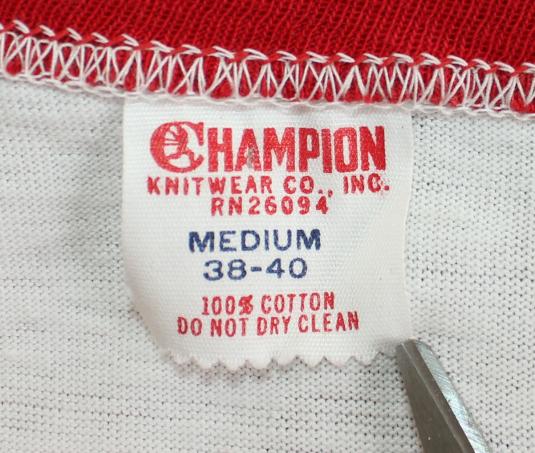 CHAMPION
KNITWEAR CO., INC.
RN26094
MEDIUM
38-40
100% COTTON
DO NOT DRY CLEAN